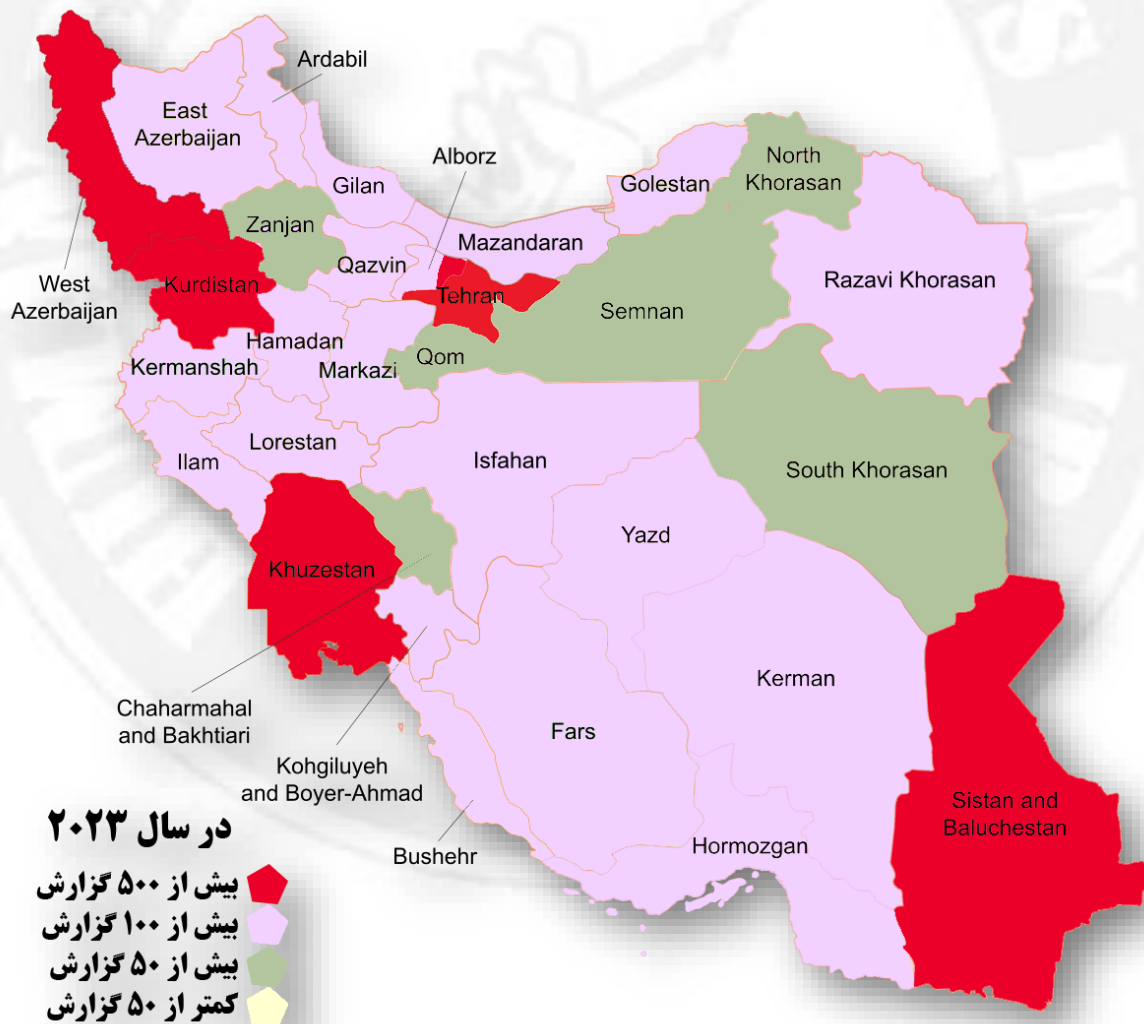 Ardabil
East
Azerbaijan
Alborz
North
Khorasan
Gilan
Golestan
Zanjan
Mazandaran
Qazvin
Razavi Khorasan
West
Azerbaijan
Kurdistan
Tehran
Semnan
Hamadan
Qom
Kermanshah
Markazi
Lorestan
Isfahan
Ilam
South Khorasan
Yazd
Khuzestan
Kerman
Chaharmahal
and Bakhtiari
Fars
Kohgiluyeh
and Boyer-Ahmad
Sistan and
Baluchestan
Hormozgan
Bushehr
در سال ۲۰۲۳
بیش از ۵۰۰ گزارش
بیش از ۱۰۰ گزارش
بیش از ۵۰ گزارش
کمتر از ۵۰ گزارش